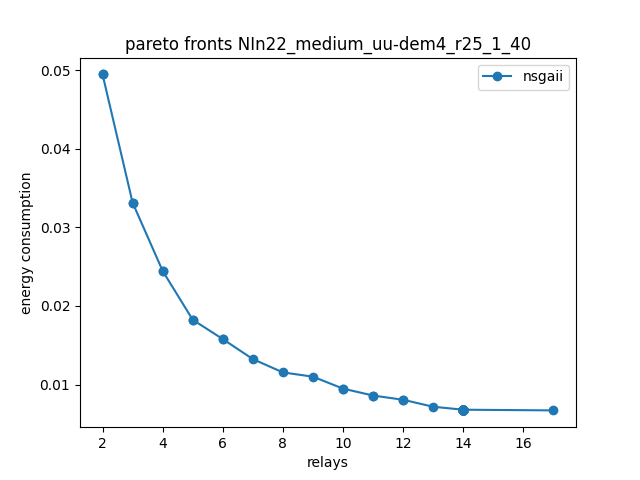 pareto fronts NIn22_medium_uu-dem4_r25_1_40
nsgaii
0.05
0.04
0.03
0.02
0.01
energy consumption
2 4 6 8 10 12 14 16
relays